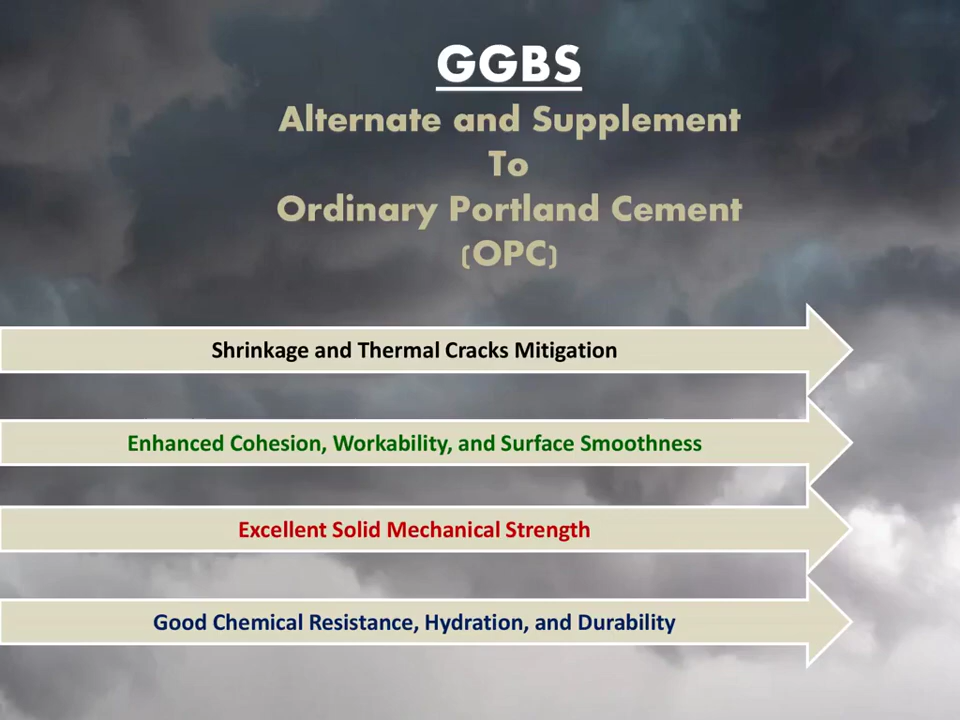 GGBS
Alternate and Supplement
To
Ordinary Portland Cement
(OPC)
Shrinkage and Thermal Cracks Mitigation
Enhanced Cohesion, Workability, and Surface Smoothness
Excellent Solid Mechanical Strength
Good Chemical Resistance, Hydration, and Durability